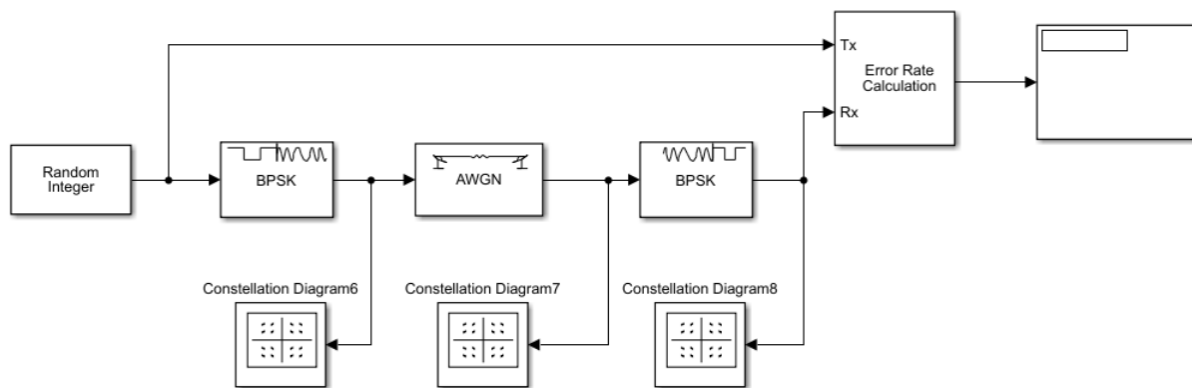 Tx
Error Rate
Calculation
Rx
Random
Integer
BPSK
AWGN
BPSK
Constellation Diagram6
Constellation Diagram7
Constellation Diagram8